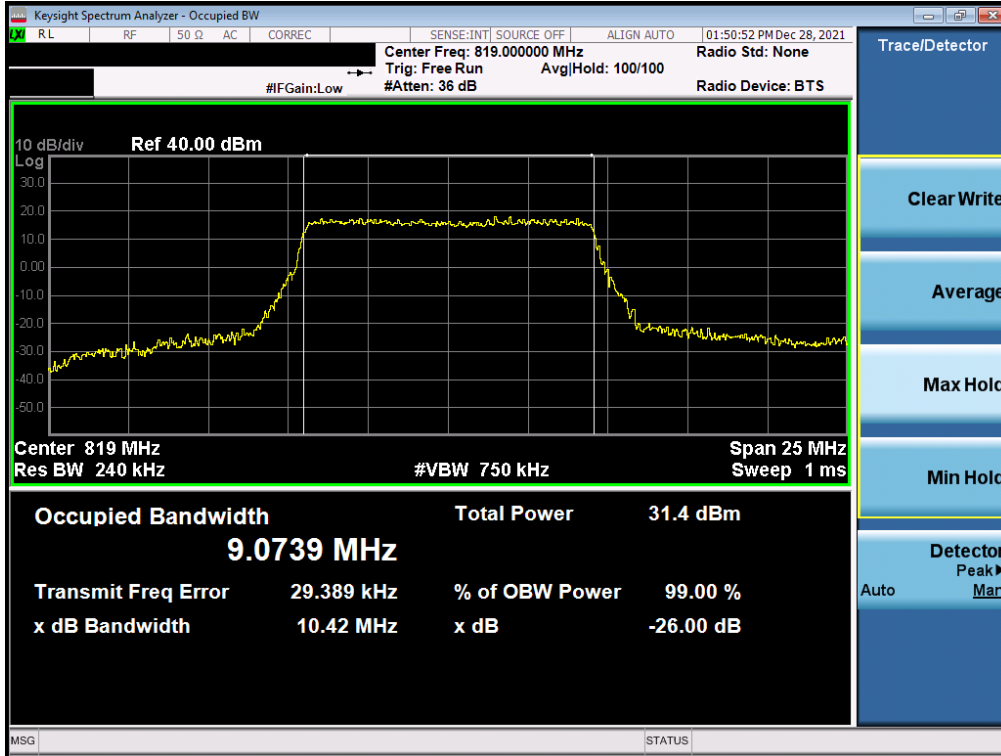 Keysight Spectrum Analyzer - Occupied BW
LXI RL RF 50 Ω AC CORREC SENSE:INT SOURCE OFF ALIGN AUTO 01:50:52 PM Dec 28, 2021
Center Freq: 819.000000 MHz Radio Std: None
Trig: Free Run Avg|Hold: 100/100
#IFGain:Low #Atten: 36 dB Radio Device: BTS
Trace/Detector
10 dB/div Ref 40.00 dBm
Log
30.0
20.0
10.0
0.00
-10.0
-20.0
-30.0
-40.0
-50.0
Center 819 MHz Span 25 MHz
Res BW 240 kHz #VBW 750 kHz Sweep 1 ms
Occupied Bandwidth Total Power 31.4 dBm
9.0739 MHz
Transmit Freq Error 29.389 kHz % of OBW Power 99.00 %
x dB Bandwidth 10.42 MHz x dB -26.00 dB
Clear Write
Average
Max Hold
Min Hold
Detector
Peak
Auto Man
MSG STATUS